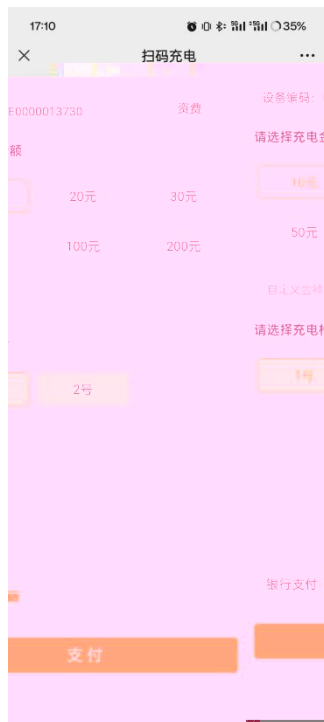 17:10
35%
扫码充电
设备编码:
E0000013730
资费
请选择充电金
额
10元
20元
30元
50元
100元
200元
自定义金额
请选择充电枪
1号
2号
银行支付
支付